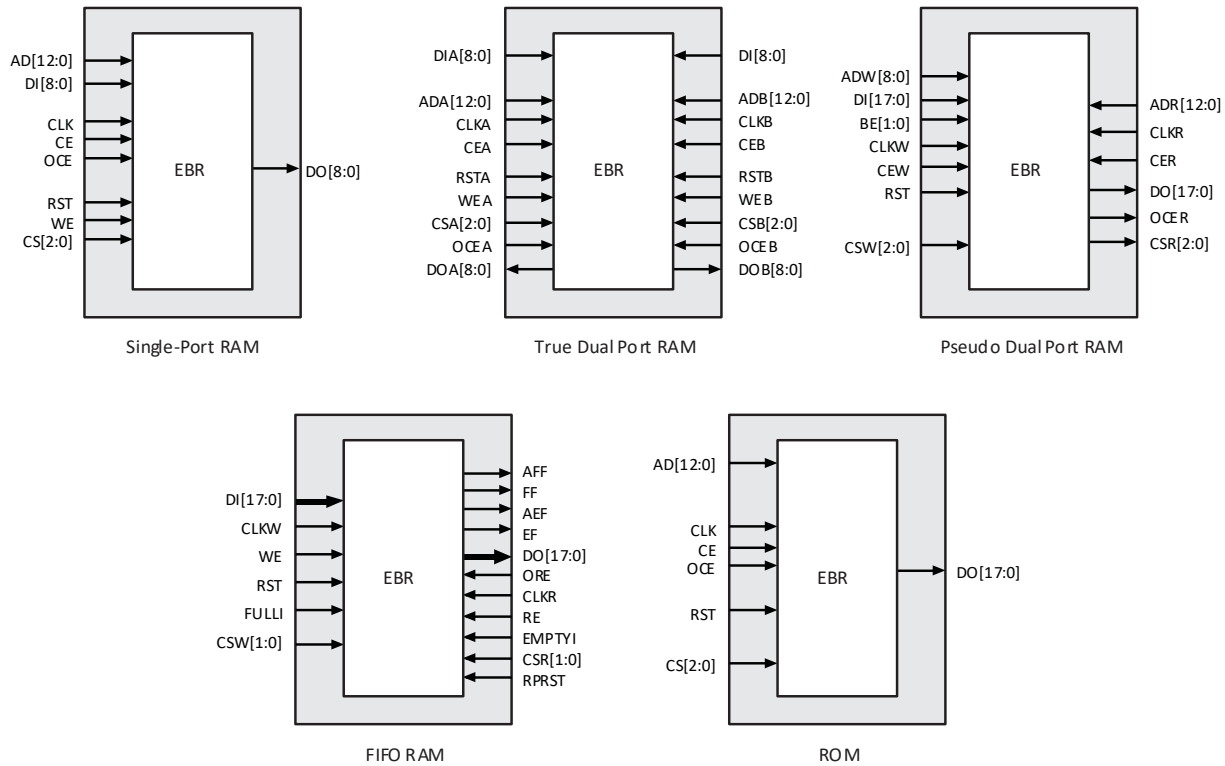 AD[12:0]
DI[8:0]
CLK
CE
OCE
RST
WE
CS[2:0]
EBR
DO[8:0]
Single-Port RAM
DIA[8:0]
ADA[12:0]
CLKA
CEA
RSTA
WEA
CSA[2:0]
OCEA
DOA[8:0]
EBR
DI[8:0]
ADB[12:0]
CLKB
CEB
RSTB
WEB
CSB[2:0]
OCEB
DOB[8:0]
True Dual Port RAM
ADW[8:0]
DI[17:0]
BE[1:0]
CLKW
CEW
RST
CSW[2:0]
EBR
ADR[12:0]
CLKR
CER
DO[17:0]
OCER
CSR[2:0]
Pseudo Dual Port RAM
DI[17:0]
CLKW
WE
RST
FULLI
CSW[1:0]
EBR
AFF
FF
AEF
EF
DO[17:0]
ORE
CLKR
RE
EMPTYI
CSR[1:0]
RPRST
FIFO RAM
AD[12:0]
CLK
CE
OCE
RST
CS[2:0]
EBR
DO[17:0]
ROM